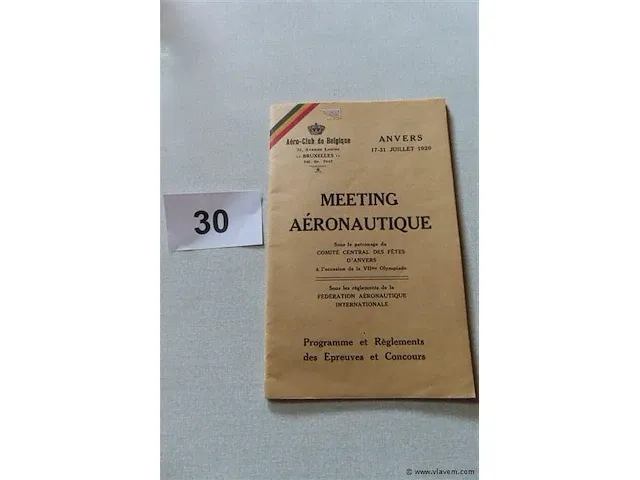 30
Aéro-Club de Belgique
BRUXELLES
ANVERS
17-31 JUILLET 1920
MEETING
AÉRONAUTIQUE
Sous le patronage du
COMITÉ CENTRAL DES FÊTES
D'ANVERS
à l'occasion de la VIIme Olympiade
Sous les règlements de la
FÉDÉRATION AÉRONAUTIQUE
INTERNATIONALE
Programme et Règlements
des Epreuves et Concours
© www.vlavem.com